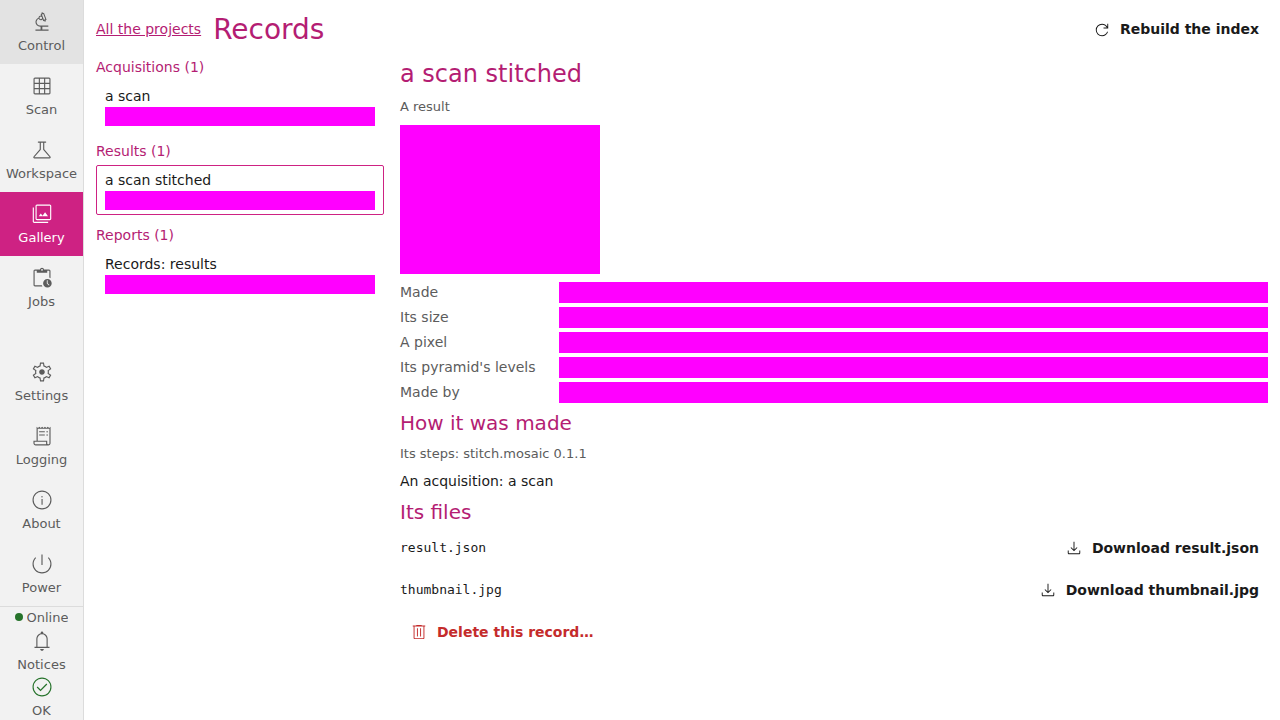 Control
Scan
Workspace
Gallery
Jobs
Settings
Logging
About
Power
Online
Notices
OK
All the projects
Records
Rebuild the index
Acquisitions (1)
a scan
Results (1)
a scan stitched
Reports (1)
Records: results
a scan stitched
A result
Made
Its size
A pixel
Its pyramid's levels
Made by
How it was made
Its steps: stitch.mosaic 0.1.1
An acquisition: a scan
Its files
result.json
Download result.json
thumbnail.jpg
Download thumbnail.jpg
Delete this record…